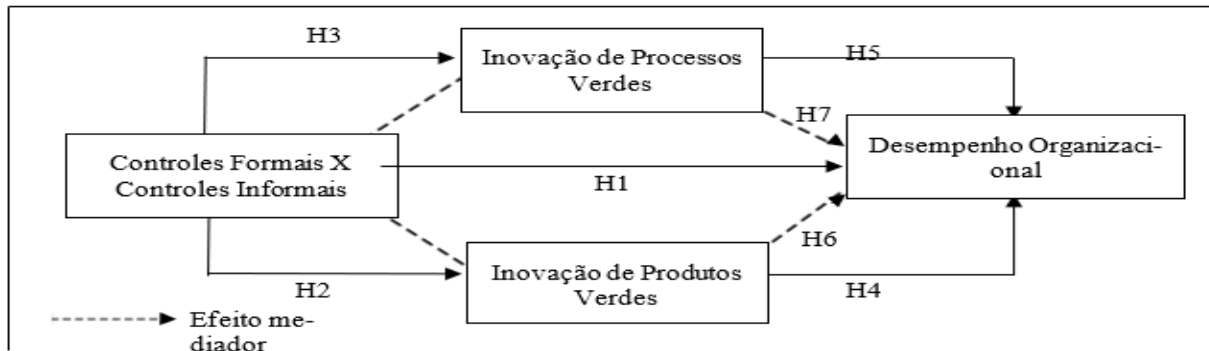 H3
Inovação de Processos
Verdes
H5
H7
Controles Formais X
Controles Informais
H1
Desempenho Organizaci-
onal
H6
Inovação de Produtos
Verdes
H2
H4
Efeito me-
diador